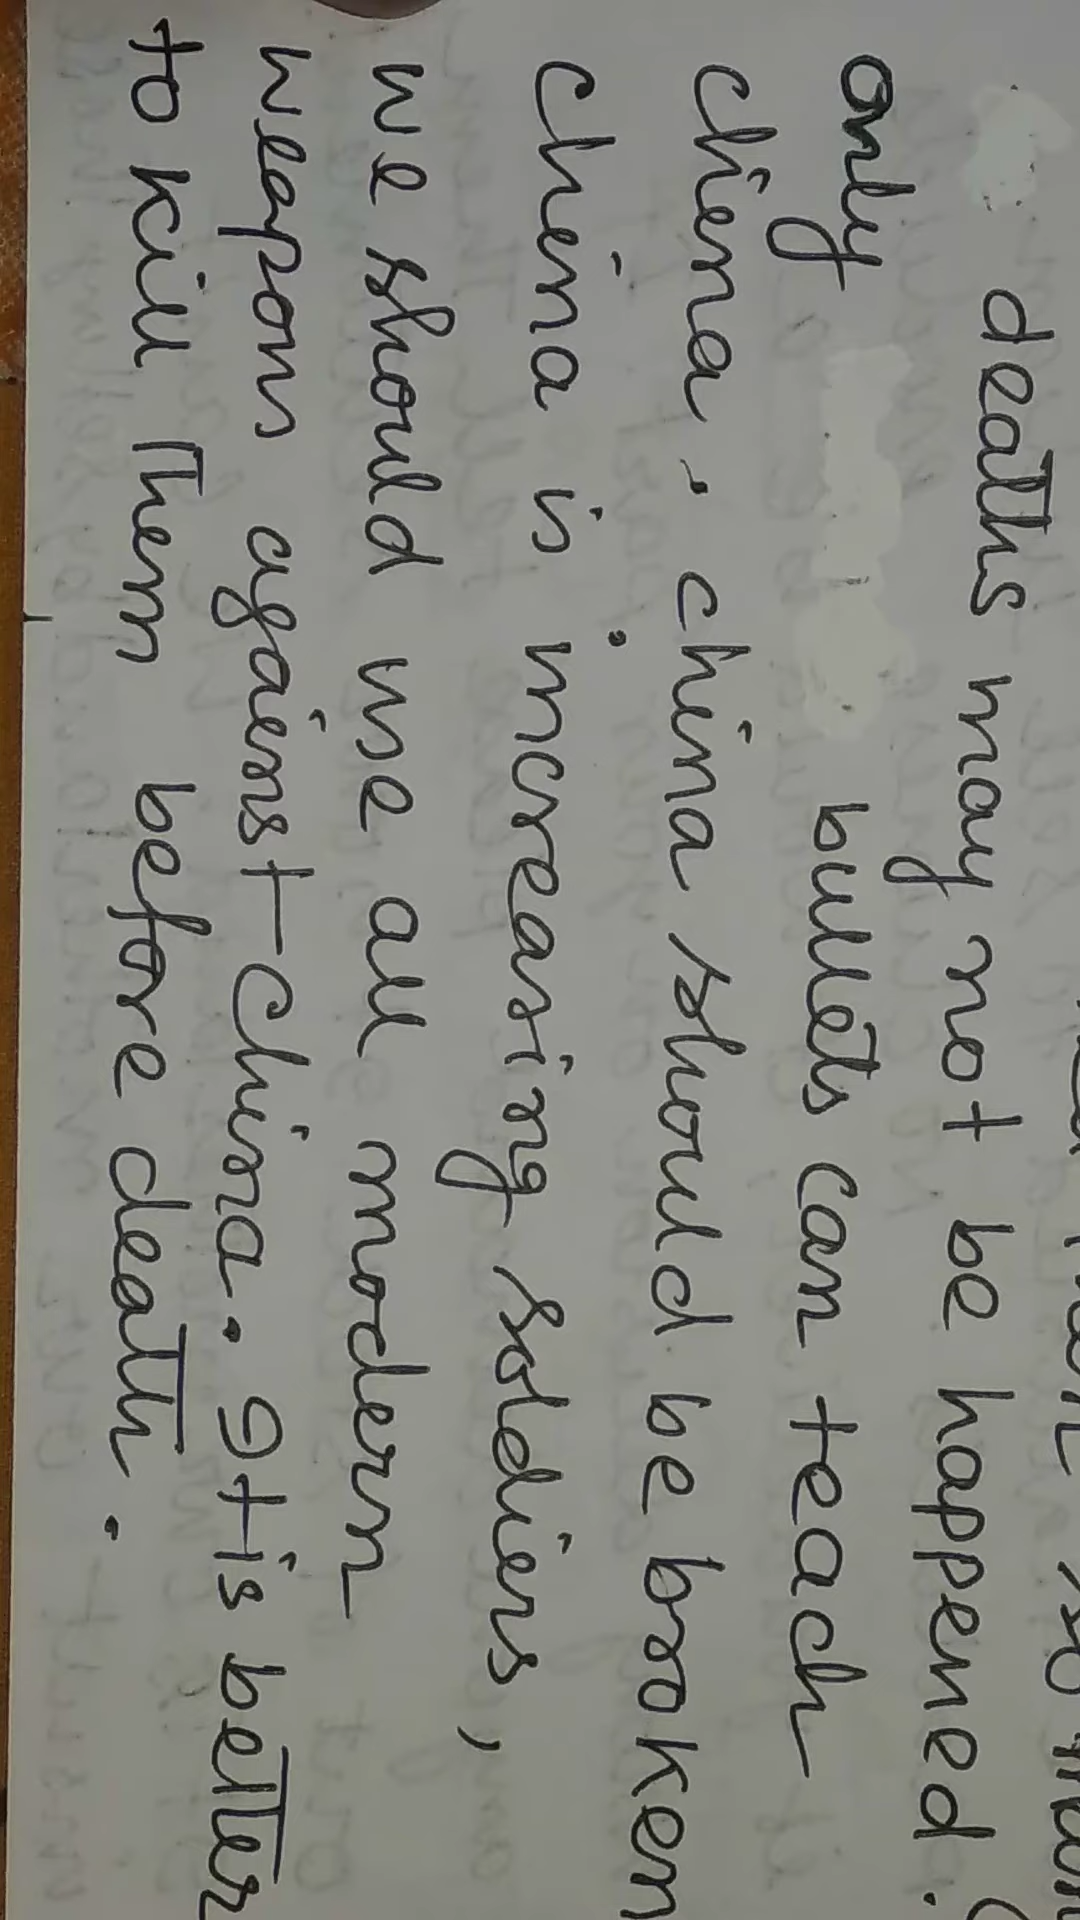 deaths may not be happened.
only bullets can teach
China. China should be broken
China is increasing soldiers,
we should use all modern
weapons against China. It is better
to kill them before death.